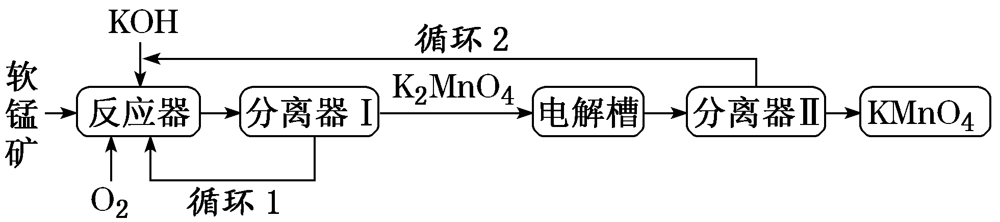 KOH
循环 2
软锰矿
反应器
分离器 Ⅰ
K₂MnO₄
电解槽
分离器Ⅱ
KMnO₄
O₂
循环 1